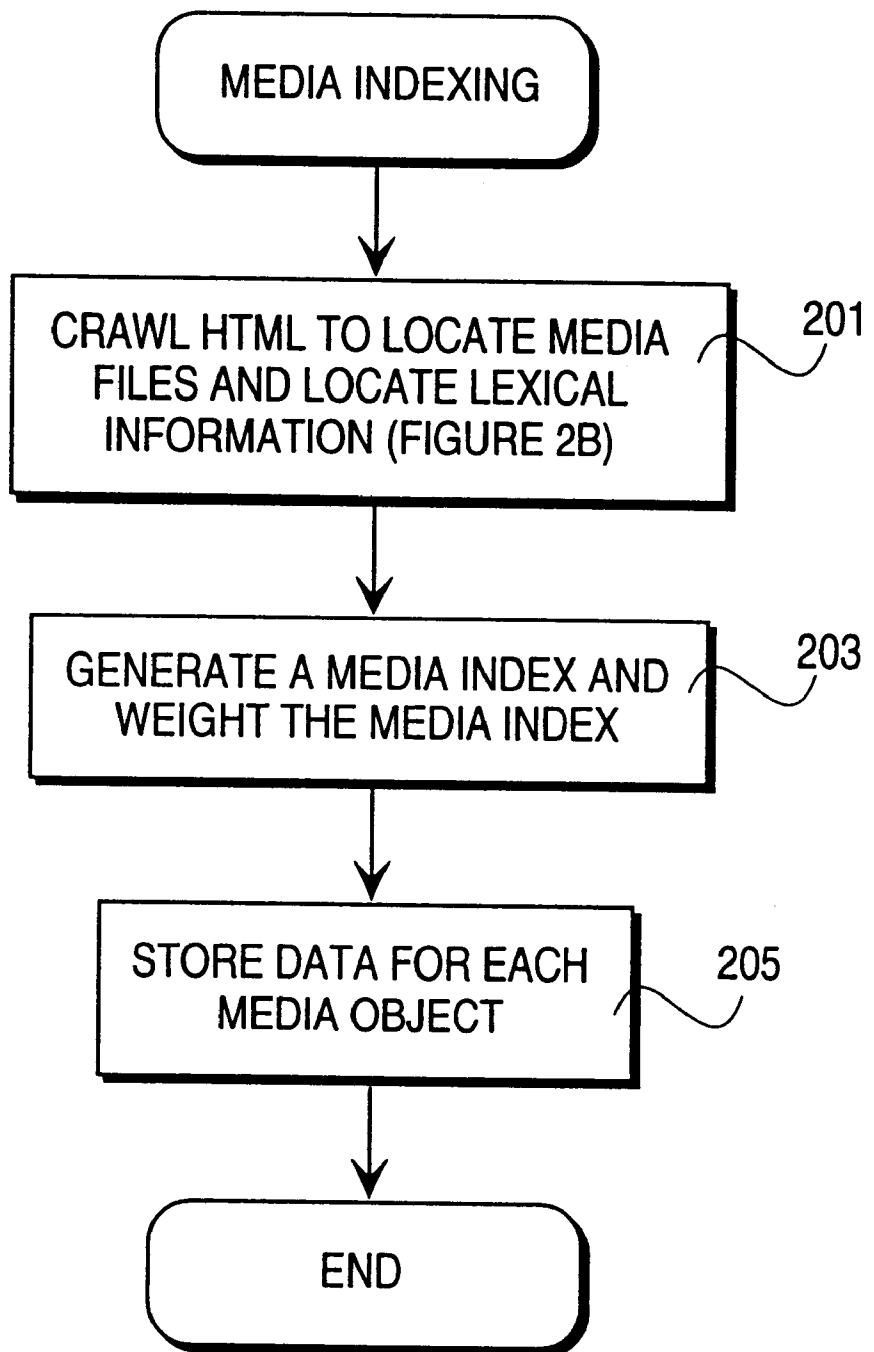 MEDIA INDEXING
CRAWL HTML TO LOCATE MEDIA
FILES AND LOCATE LEXICAL
INFORMATION (FIGURE 2B)
201
GENERATE A MEDIA INDEX AND
WEIGHT THE MEDIA INDEX
203
STORE DATA FOR EACH
MEDIA OBJECT
205
END